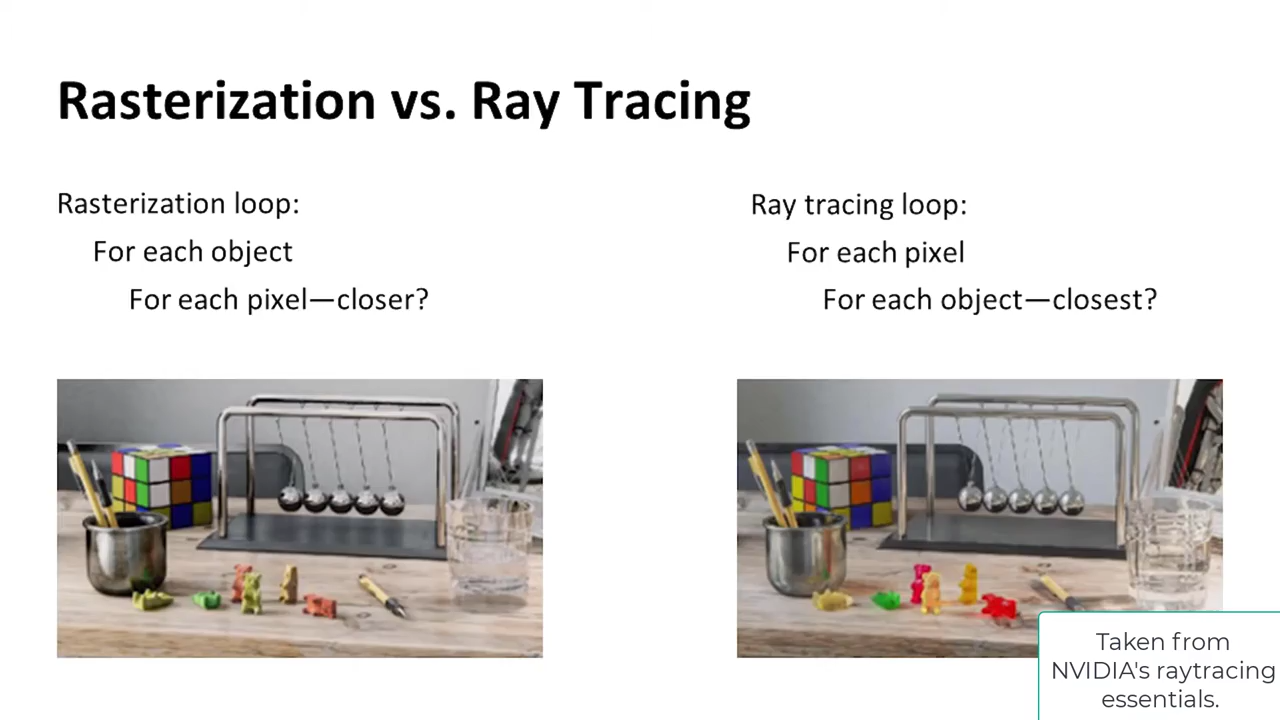 Rasterization vs. Ray Tracing
Rasterization loop:
For each object
For each pixel—closer?
Ray tracing loop:
For each pixel
For each object—closest?
Taken from
NVIDIA's raytracing
essentials.